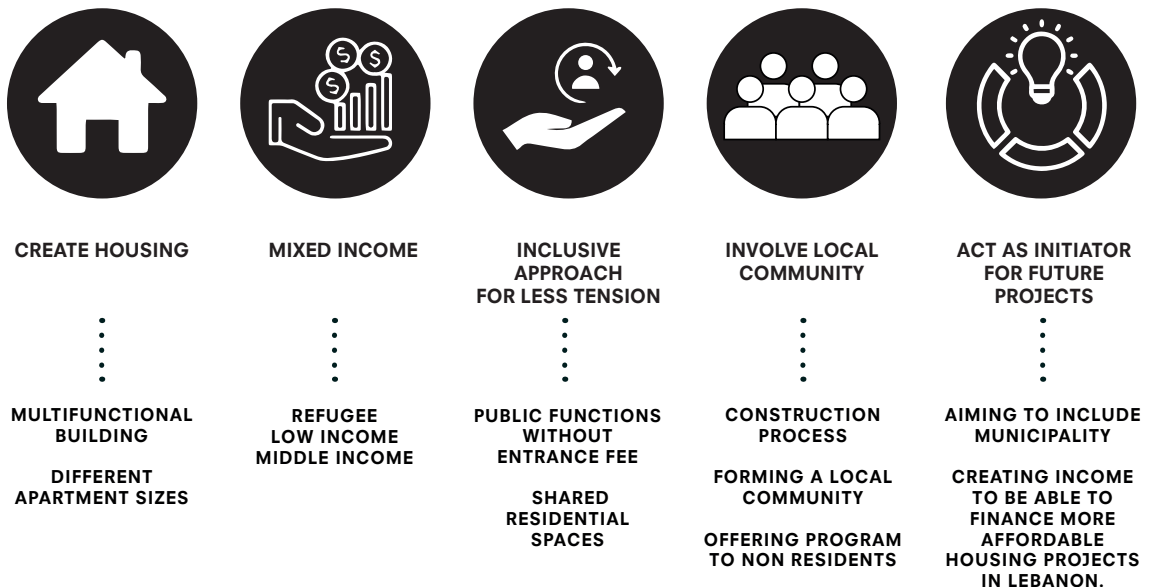 CREATE HOUSING
MULTIFUNCTIONAL
BUILDING
DIFFERENT
APARTMENT SIZES
MIXED INCOME
REFUGEE
LOW INCOME
MIDDLE INCOME
INCLUSIVE
APPROACH
FOR LESS TENSION
PUBLIC FUNCTIONS
WITHOUT
ENTRANCE FEE
SHARED
RESIDENTIAL
SPACES
INVOLVE LOCAL
COMMUNITY
CONSTRUCTION
PROCESS
FORMING A LOCAL
COMMUNITY
OFFERING PROGRAM
TO NON RESIDENTS
ACT AS INITIATOR
FOR FUTURE
PROJECTS
AIMING TO INCLUDE
MUNICIPALITY
CREATING INCOME
TO BE ABLE TO
FINANCE MORE
AFFORDABLE
HOUSING PROJECTS
IN LEBANON.